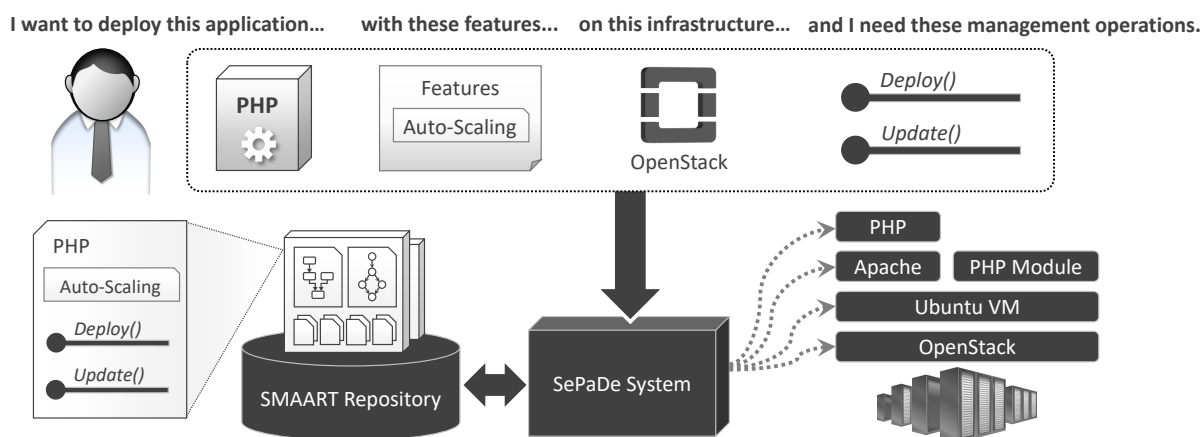 I want to deploy this application… with these features... on this infrastructure… and I need these management operations.
PHP
Features
Auto-Scaling
OpenStack
Deploy()
Update()
PHP
Auto-Scaling
Deploy()
Update()
SMAART Repository
SePaDe System
PHP
Apache
PHP Module
Ubuntu VM
OpenStack